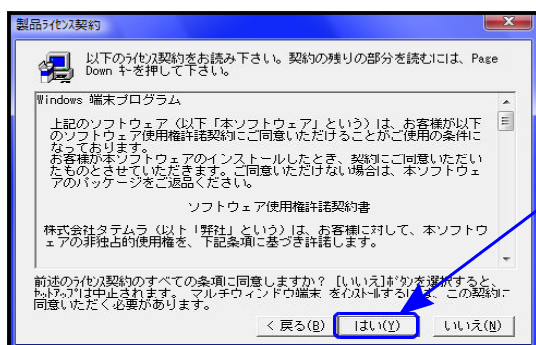 製品ﾗｲｾﾝｽ契約
以下のﾗｲｾﾝｽ契約をお読み下さい。契約の残りの部分を読むには、Page
Down キーを押して下さい。
Windows 端末プログラム
上記のソフトウェア（以下「本ソフトウェア」という）は、お客様が以下
のソフトウェア使用権許諾契約にご同意いただけることがご使用の条件に
なっております。
お客様が本ソフトウェアのインストールしたとき、契約にご同意いただい
たものとさせていただきます。ご同意いただけない場合は、本ソフトウェ
アのパッケージをご返品ください。
ソフトウェア使用権許諾契約書
株式会社タテムラ（以下「弊社」という）は、お客様に対して、本ソフトウ
ェアの非独占的使用権を、下記条項に基づき許諾します。
前述のﾗｲｾﾝｽ契約のすべての条項に同意しますか？ [いいえ]ﾎﾞﾀﾝを選択すると、
ｾｯﾄｱｯﾌﾟは中止されます。 マルチウィンドウ端末 をｲﾝｽﾄｰﾙするには、この契約に
同意いただく必要があります。
< 戻る(B)
はい(Y)
いいえ(N)